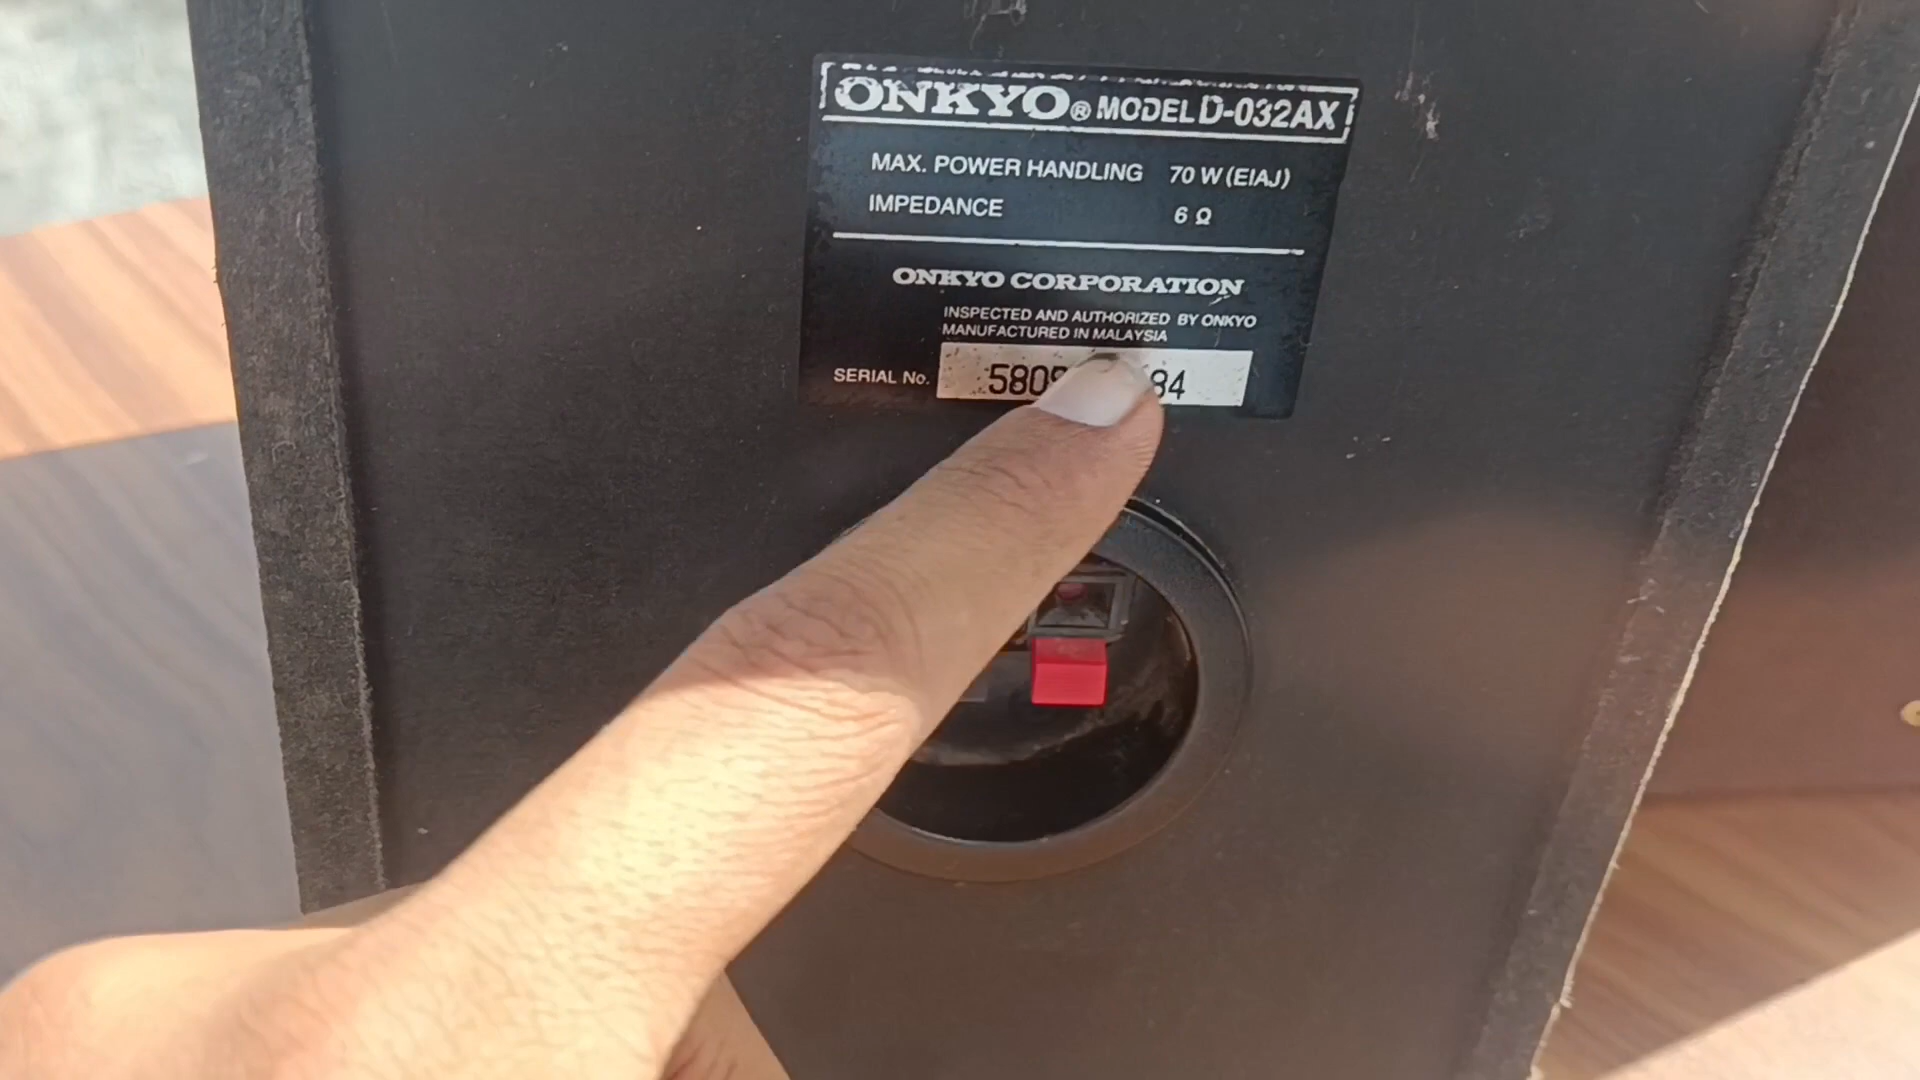 ONKYO® MODEL D-032AX
MAX. POWER HANDLING 70 W (EIAJ)
IMPEDANCE 6 Ω
ONKYO CORPORATION
INSPECTED AND AUTHORIZED BY ONKYO
MANUFACTURED IN MALAYSIA
SERIAL No.